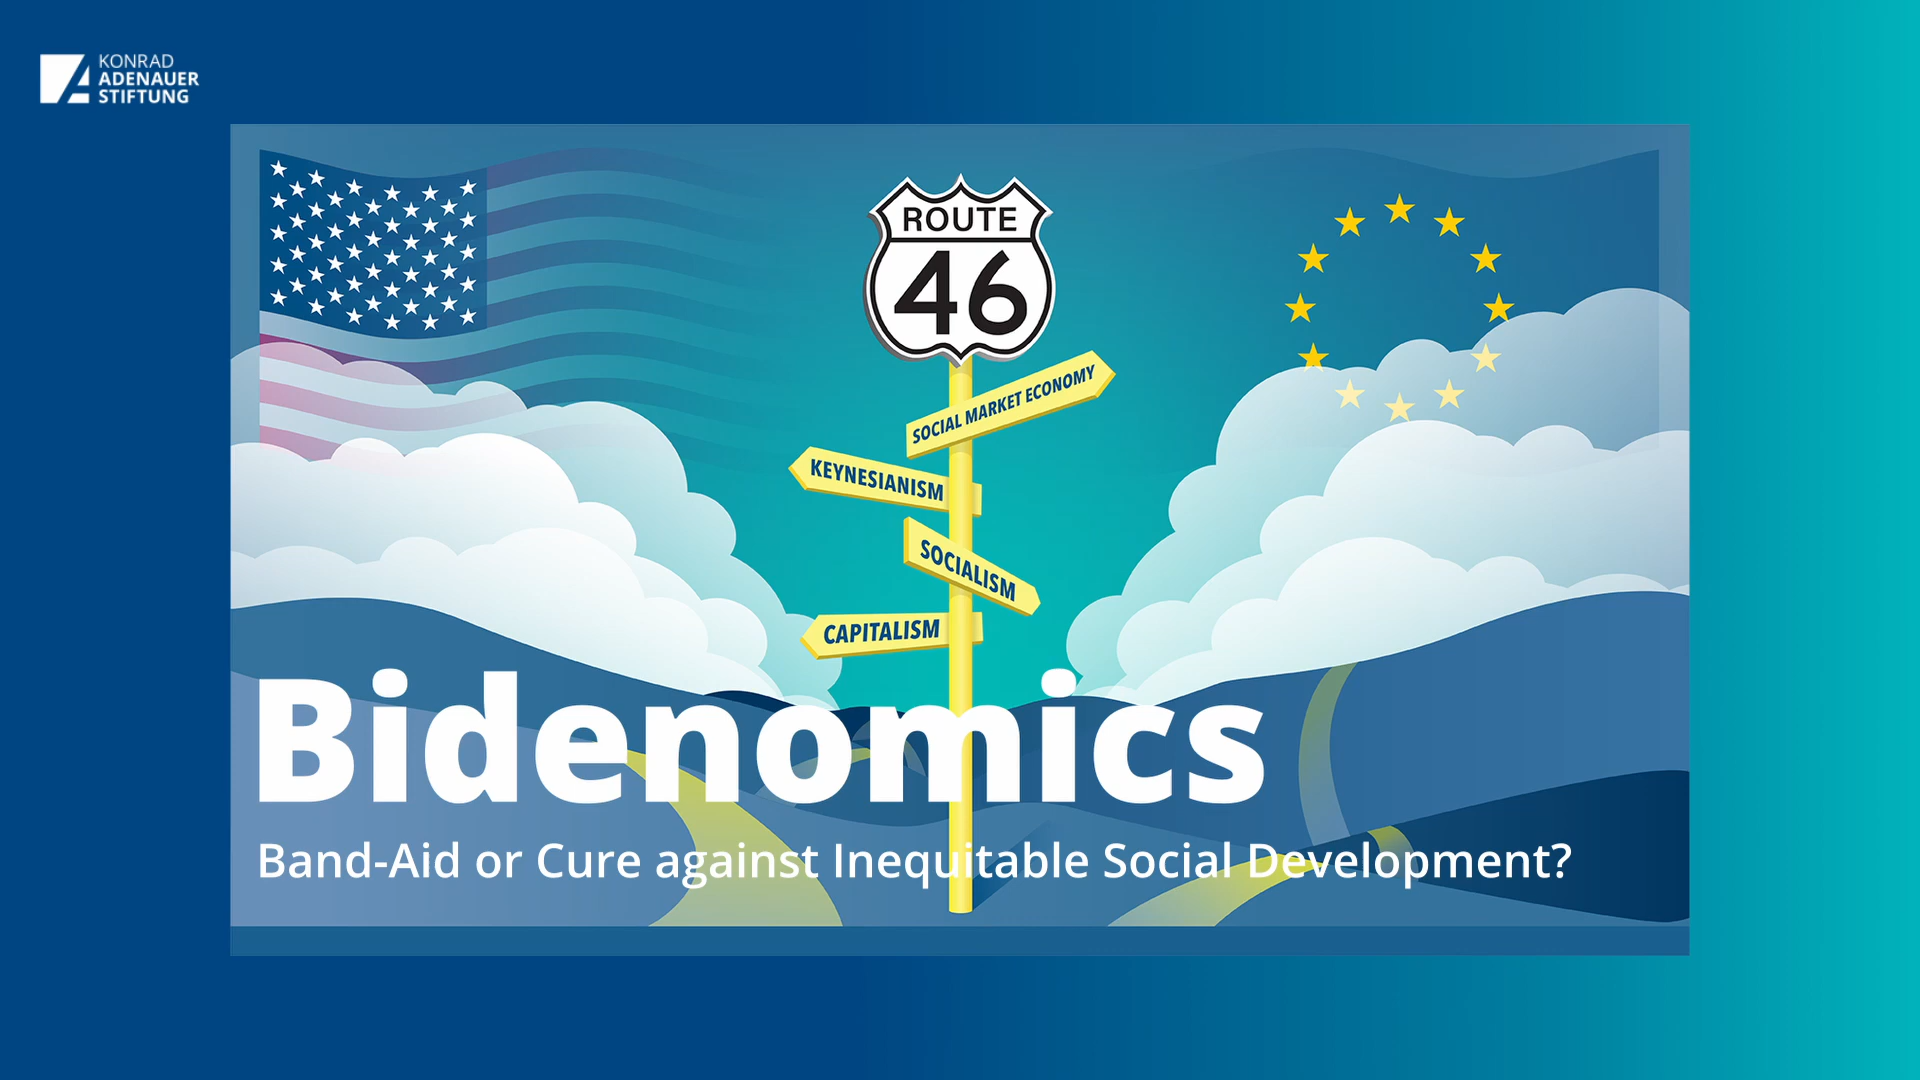 KONRAD
ADENAUER
STIFTUNG
ROUTE
46
SOCIAL MARKET ECONOMY
KEYNESIANISM
SOCIALISM
CAPITALISM
Bidenomics
Band-Aid or Cure against Inequitable Social Development?